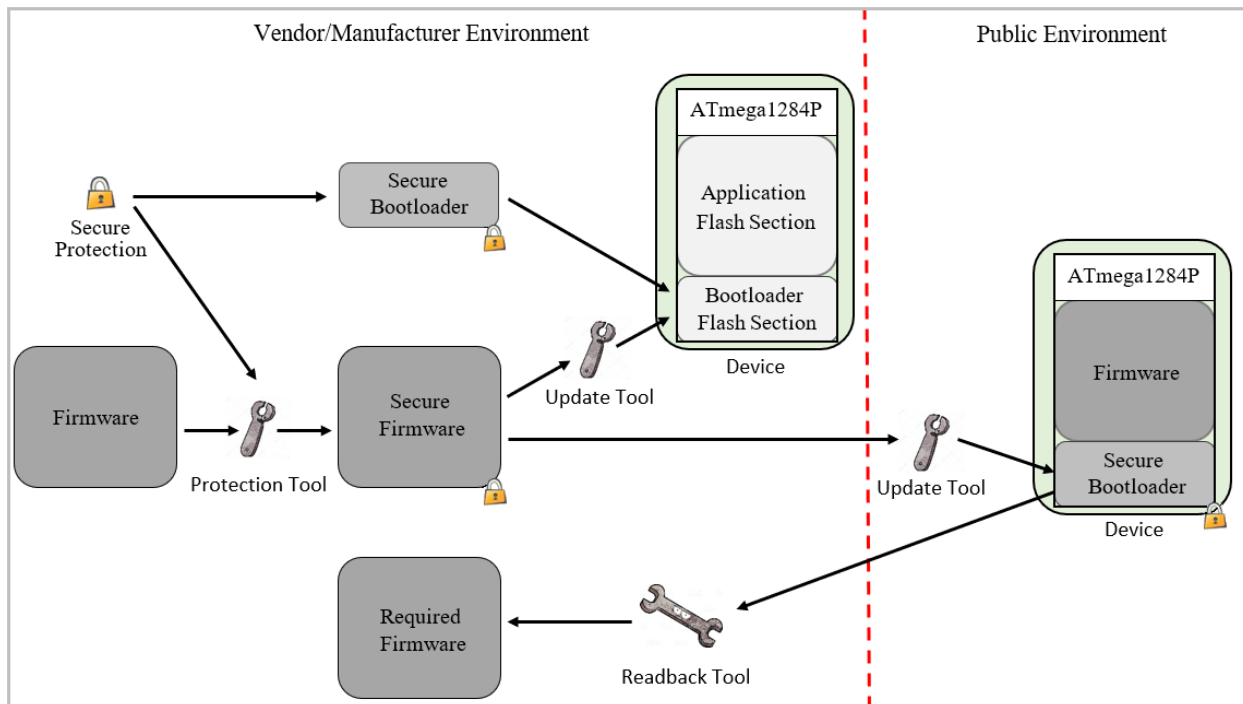 Vendor/Manufacturer Environment
Public Environment
ATmega1284P
Application
Flash Section
Bootloader
Flash Section
Device
Secure
Protection
Secure
Bootloader
Firmware
Protection Tool
Secure
Firmware
Update Tool
Update Tool
ATmega1284P
Firmware
Secure
Bootloader
Device
Required
Firmware
Readback Tool